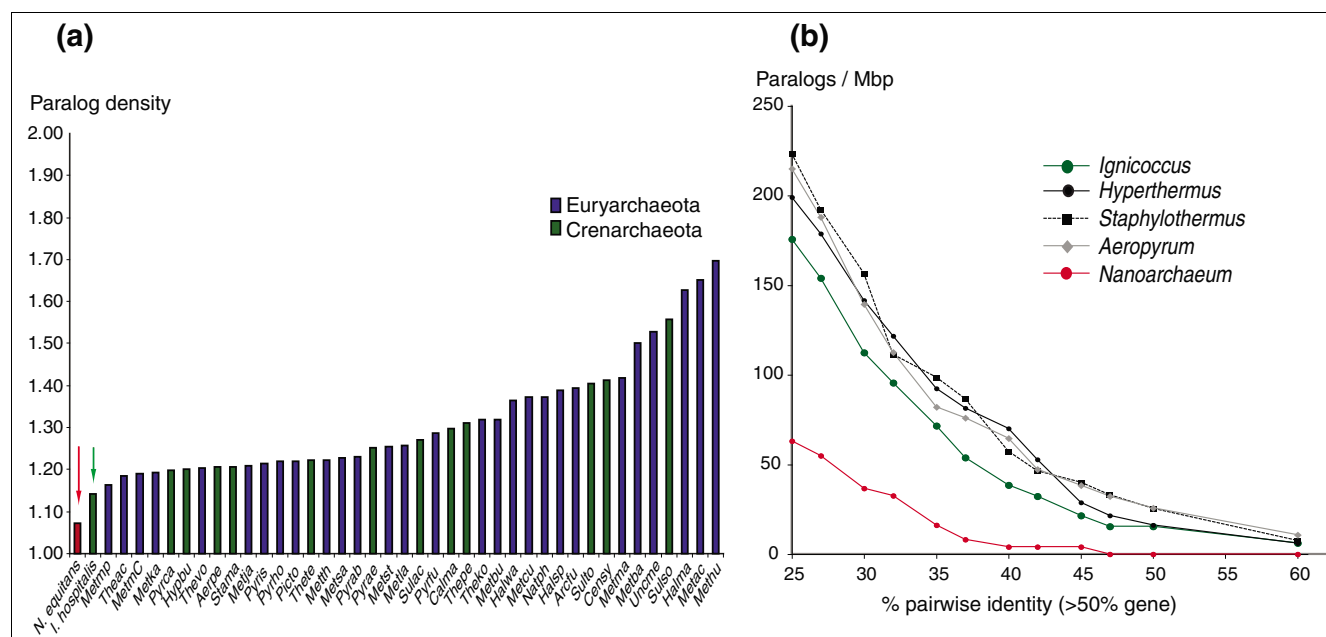 (a)
Paralog density
2.00
1.90
1.80
1.70
1.60
1.50
1.40
1.30
1.20
1.10
1.00
Euryarchaeota
Crenarchaeota
N. equitans
I. hospitalis
Metmp
Theac
MetmC
Metka
Pyrca
Hypbu
Thevo
Aerpe
Stama
Metja
Pyris
Pyrho
Picto
Thete
Metth
Metsa
Pyrab
Pyrae
Metst
Metla
Sulac
Pyrfu
Calma
Thepe
Theko
Metbu
Halwa
Metcu
Natph
Halsp
Arcfu
Sulto
Censy
Metma
Metba
Uncme
Sulso
Halma
Metac
Methu
(b)
Paralogs / Mbp
250
200
150
100
50
0
Ignicoccus
Hyperthermus
Staphylothermus
Aeropyrum
Nanoarchaeum
25 30 35 40 45 50 55 60
% pairwise identity (>50% gene)